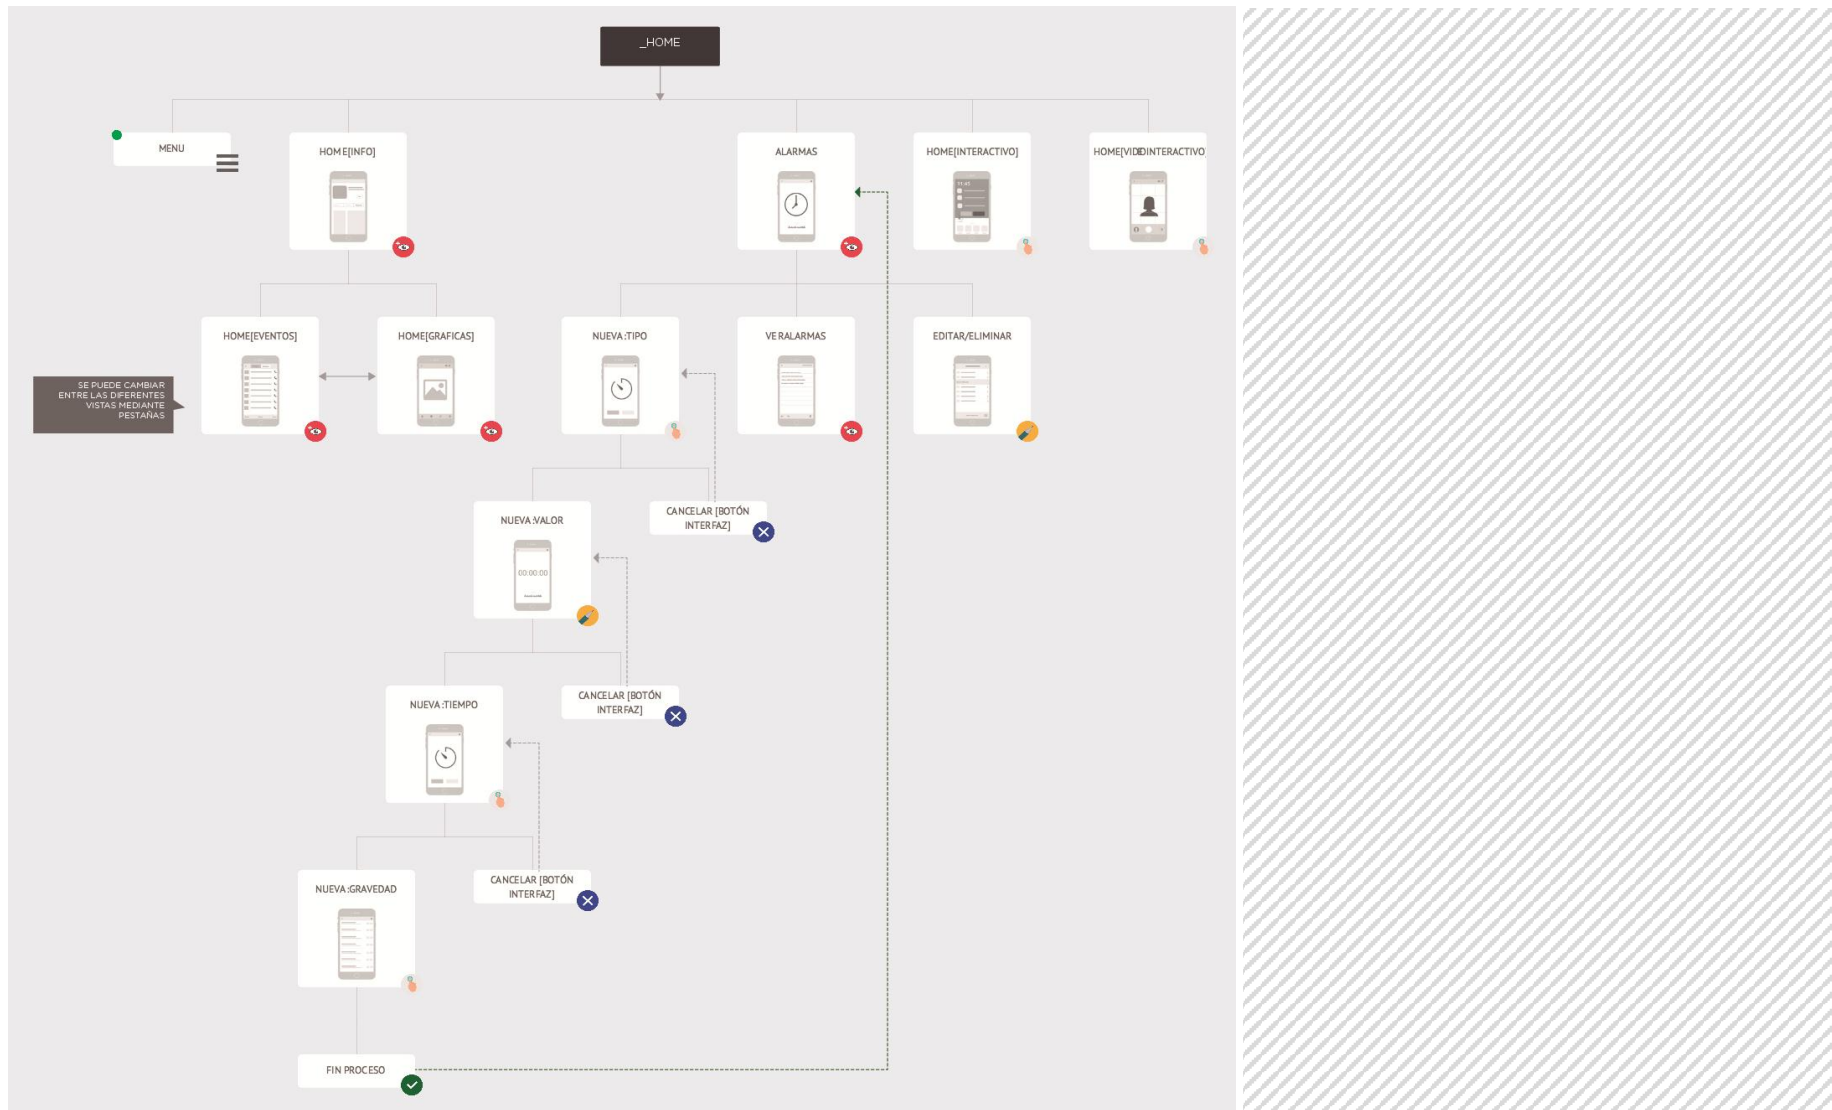 _HOME
MENU
HOME[INFO]
ALARMAS
HOME[INTERACTIVO]
11:45
HOME[EVENTOS]
HOME[GRAFICAS]
NUEVA:TIPO
VER ALARMAS
EDITAR/ELIMINAR
SE PUEDE CAMBIAR
ENTRE LAS DIFERENTES
VISTAS MEDIANTE
PESTAÑAS
NUEVA:VALOR
00:00:00
CANCELAR [BOTÓN
INTERFAZ]
NUEVA:TIEMPO
CANCELAR [BOTÓN
INTERFAZ]
NUEVA:GRAVEDAD
CANCELAR [BOTÓN
INTERFAZ]
FIN PROCESO